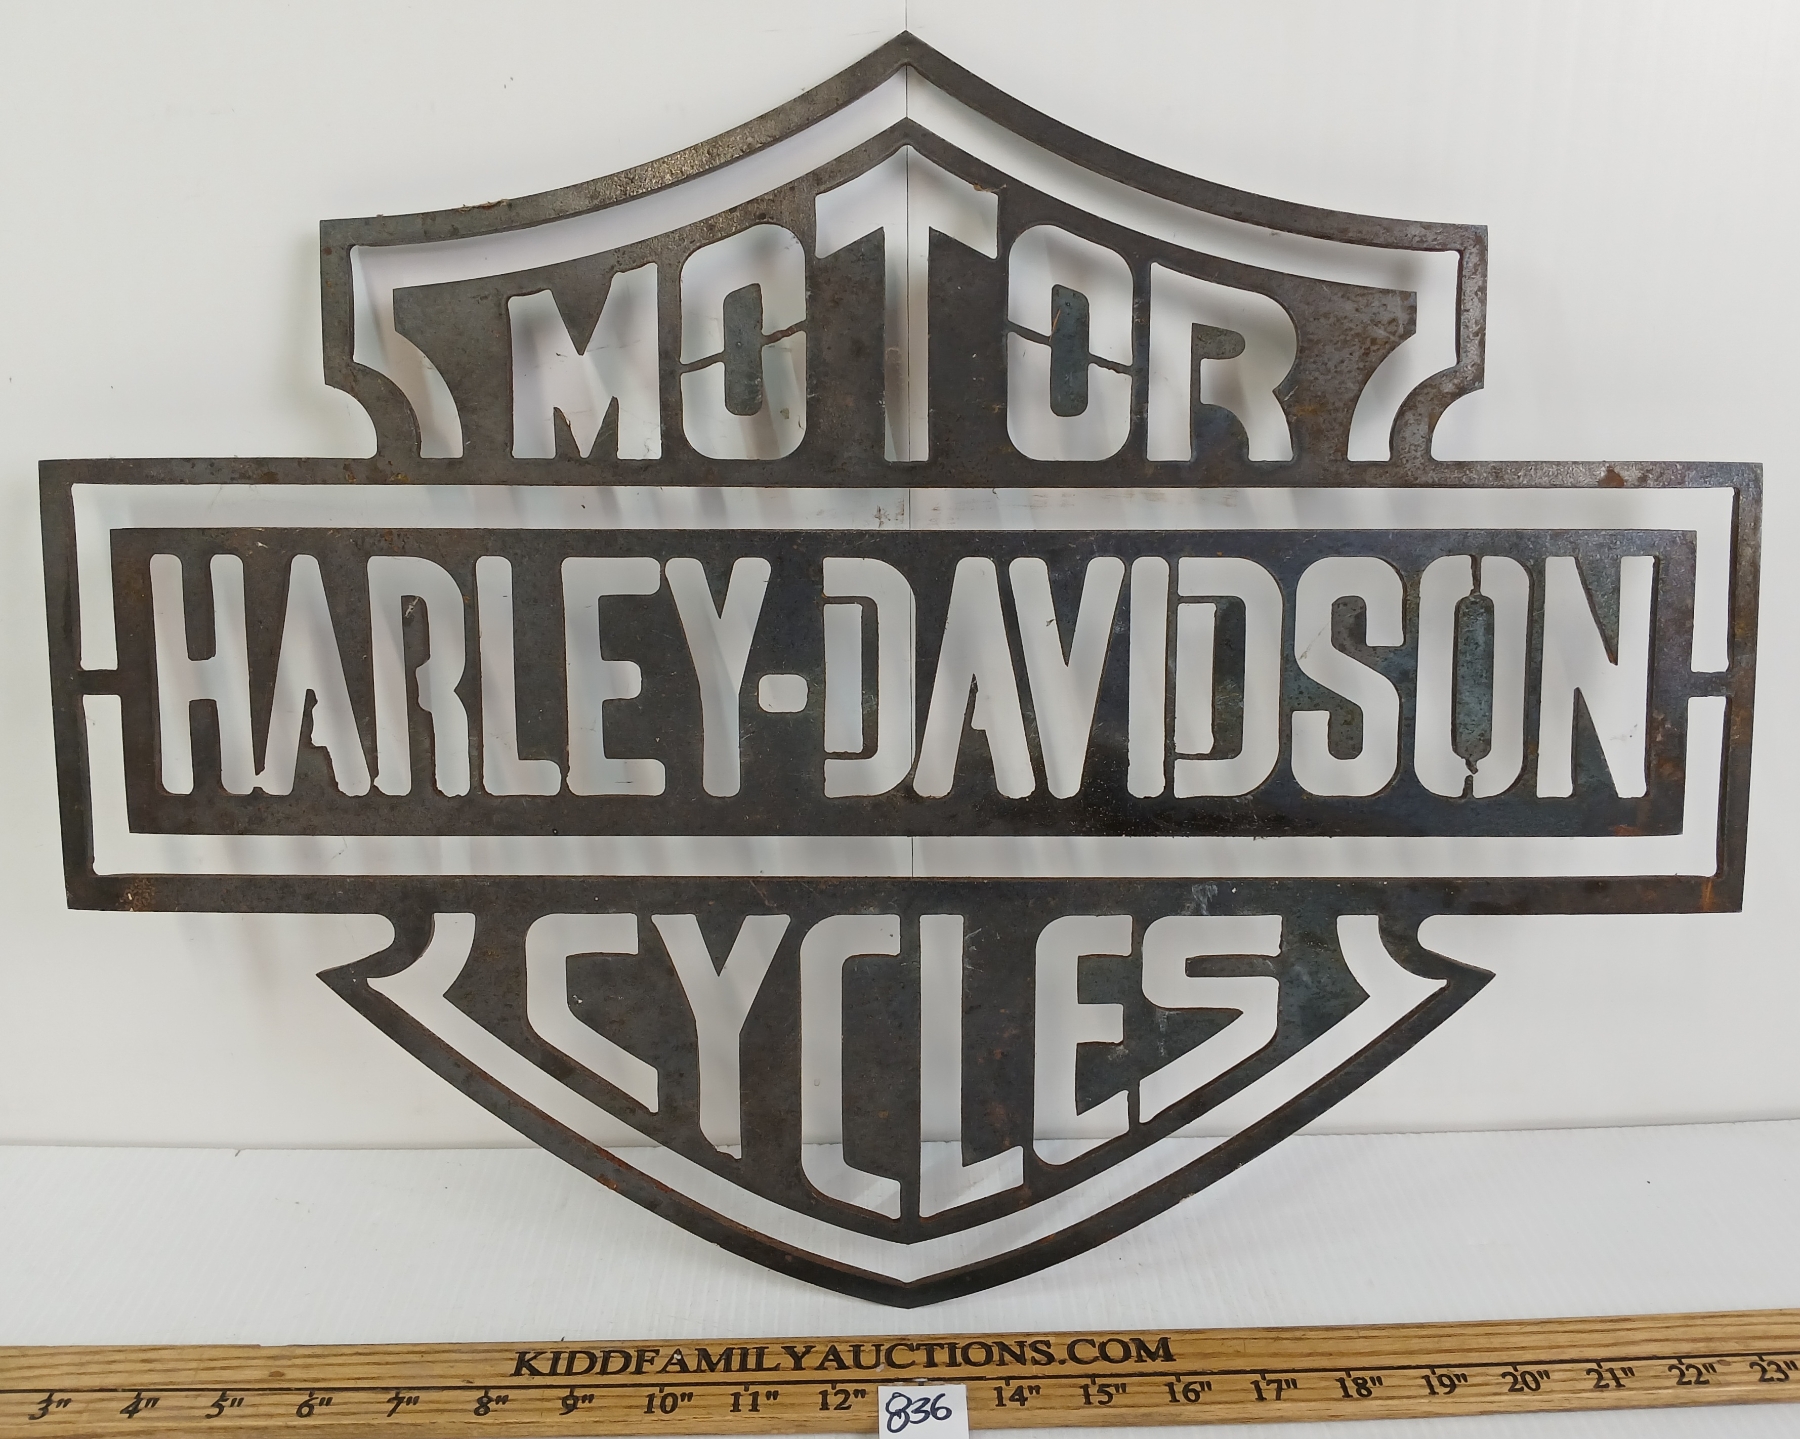 MOTOR
HARLEY-DAVIDSON
CYCLES
KIDDFAMILYAUCTIONS.COM
3" 4" 5" 6" 7" 8" 9" 10" 11" 12" 836 14" 15" 16" 17" 18" 19" 20" 21" 22" 23"